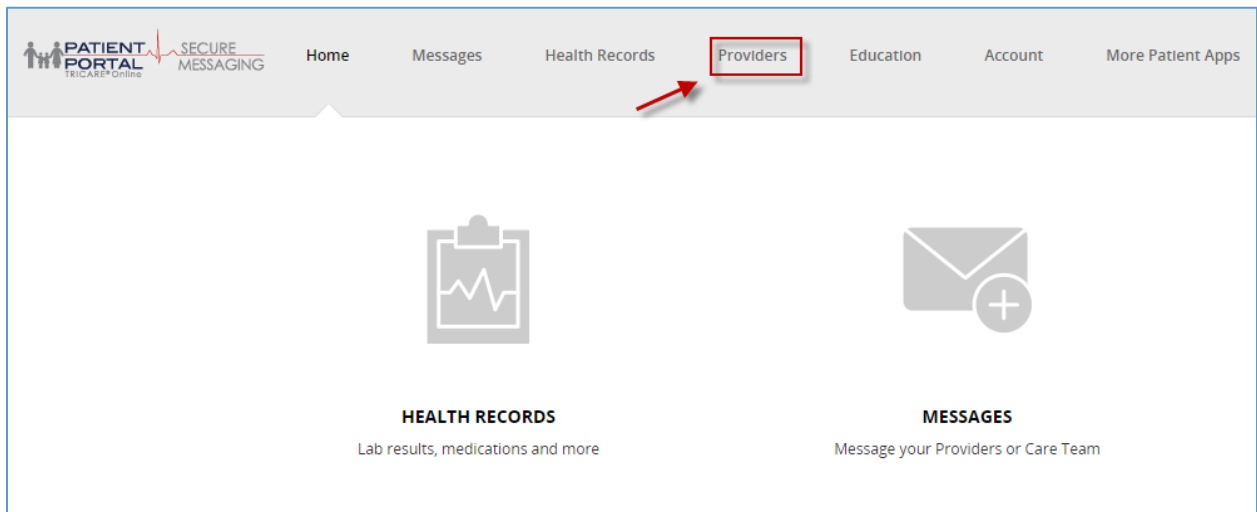 PATIENT PORTAL
TRICARE® Online
SECURE MESSAGING
Home Messages Health Records Providers Education Account More Patient Apps
HEALTH RECORDS
Lab results, medications and more
MESSAGES
Message your Providers or Care Team